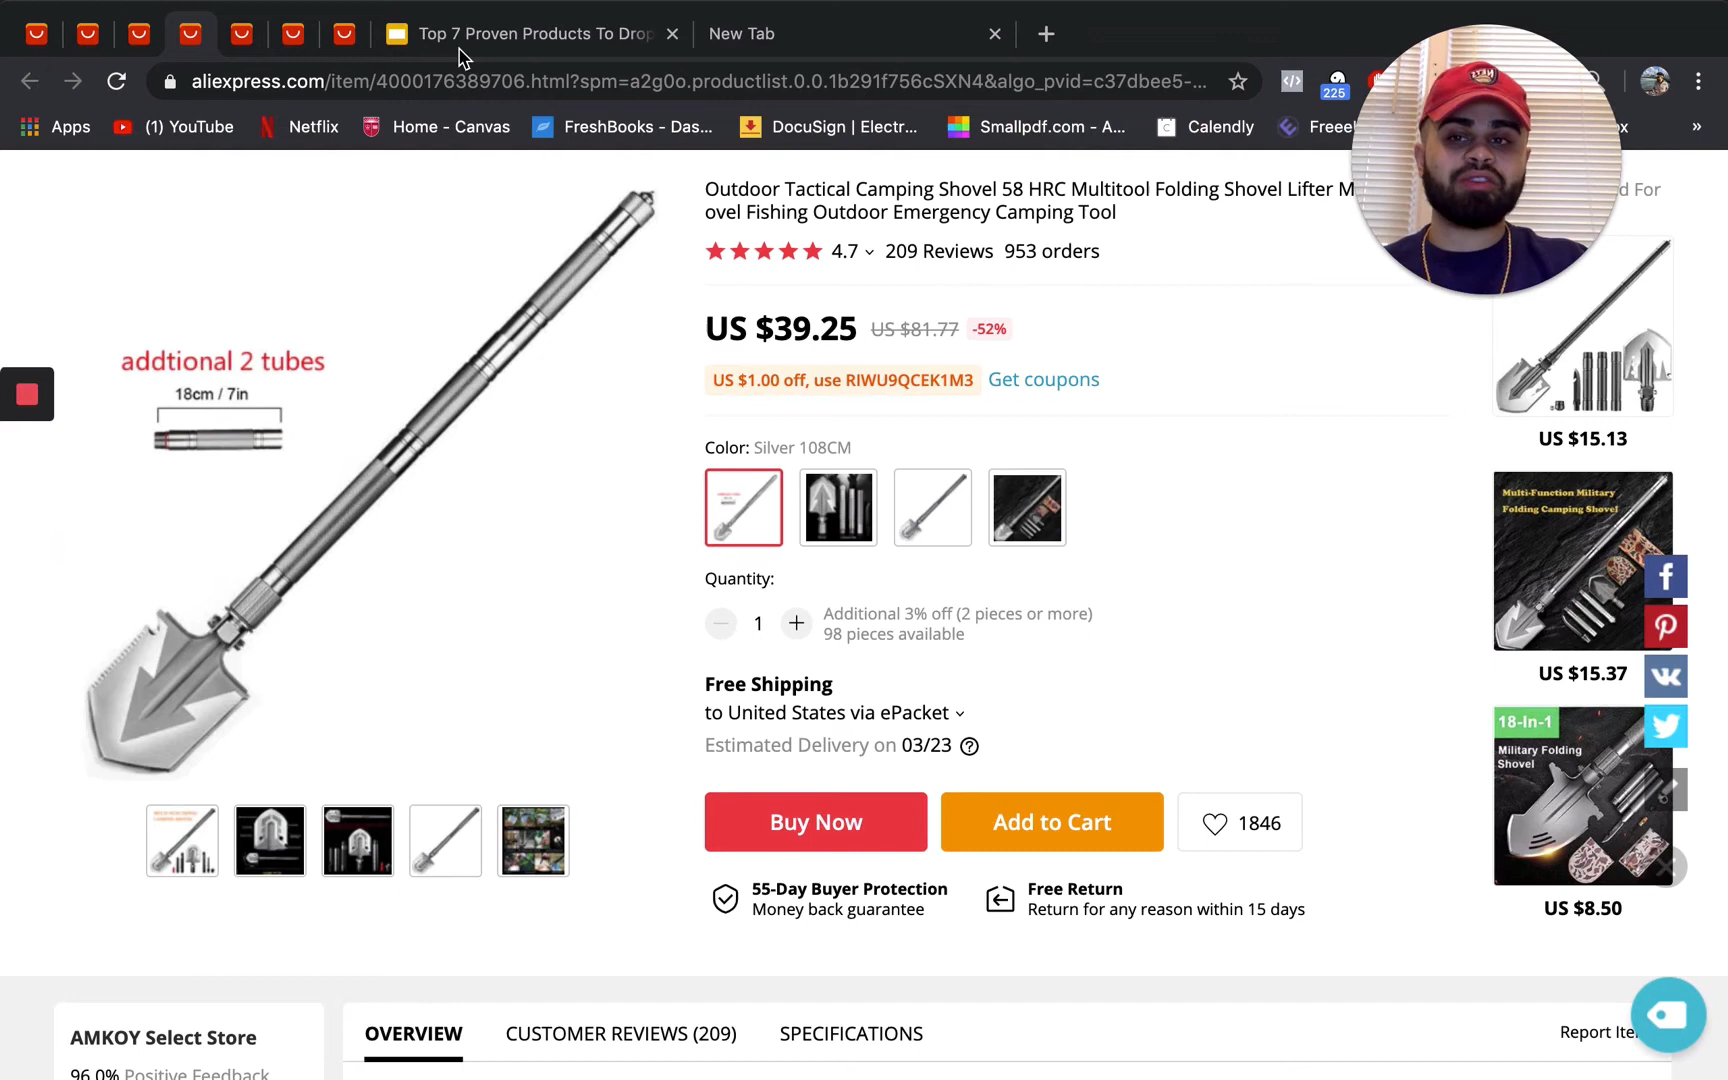 Top 7 Proven Products To Drop
New Tab
aliexpress.com/item/4000176389706.html?spm=a2g0o.productlist.0.0.1b291f756cSXN4&algo_pvid=c37dbee5-...
225
Apps
(1) YouTube
Netflix
Home - Canvas
FreshBooks - Das...
DocuSign | Electr...
Smallpdf.com - A...
Calendly
»
Outdoor Tactical Camping Shovel 58 HRC Multitool Folding Shovel Lifter M
ovel Fishing Outdoor Emergency Camping Tool
d For
4.7
209 Reviews
953 orders
US $39.25
US $81.77
-52%
US $1.00 off, use RIWU9QCEK1M3
Get coupons
addtional 2 tubes
18cm / 7in
Color: Silver 108CM
Quantity:
1
Additional 3% off (2 pieces or more)
98 pieces available
Free Shipping
to United States via ePacket
Estimated Delivery on 03/23
Buy Now
Add to Cart
1846
55-Day Buyer Protection
Money back guarantee
Free Return
Return for any reason within 15 days
US $15.13
Multi-Function Military
Folding Camping Shovel
US $15.37
18-In-1
Military Folding
Shovel
US $8.50
AMKOY Select Store
96.0% Positive Feedback
OVERVIEW
CUSTOMER REVIEWS (209)
SPECIFICATIONS
Report Ite